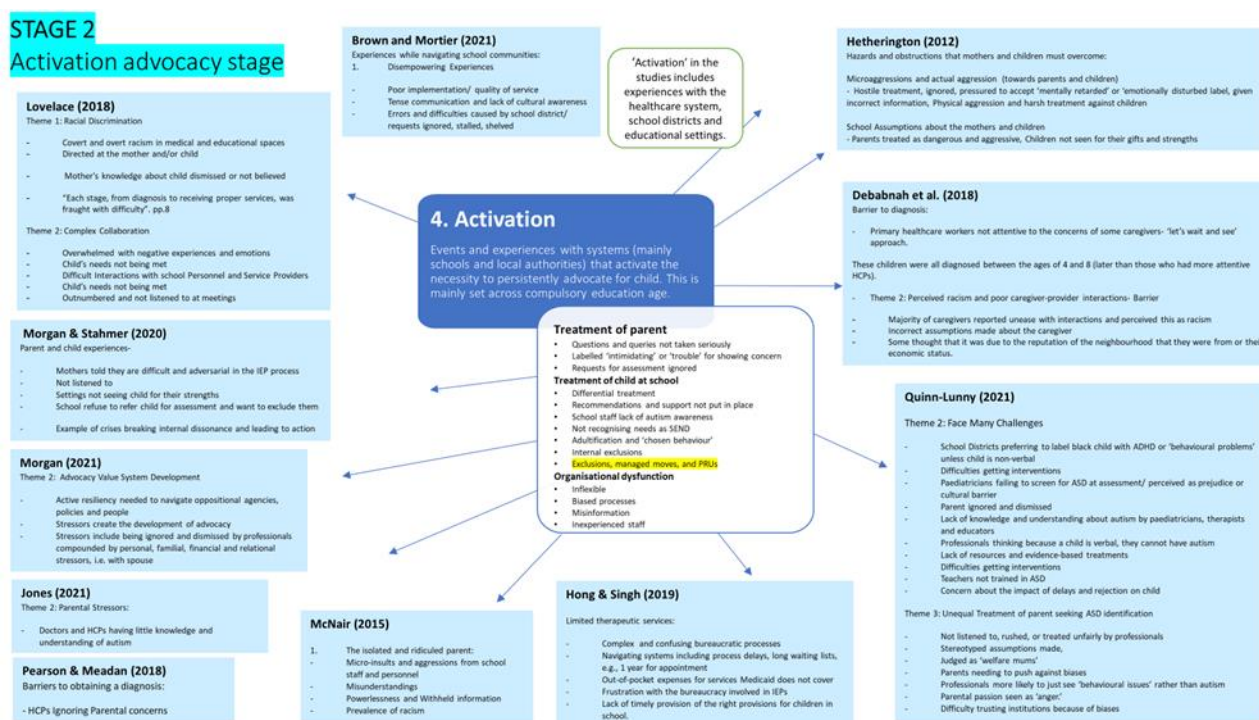 STAGE 2
Activation advocacy stage
Lovelace (2018)
Theme 1: Racial Discrimination
- Covert and overt racism in medical and educational spaces
- Directed at the mother and/or child
- Mother's knowledge about child dismissed or not believed
- "Each stage, from diagnosis to receiving proper services, was
fraught with difficulty". pp.8
Theme 2: Complex Collaboration
- Overwhelmed with negative experiences and emotions
- Child's needs not being met
- Difficult Interactions with school Personnel and Service Providers
- Child's needs not being met
- Outnumbered and not listened to at meetings
Morgan & Stahmer (2020)
Parent and child experiences-
- Mothers told they are difficult and adversarial in the IEP process
- Not listened to
- Settings not seeing child for their strengths
- School refuse to refer child for assessment and want to exclude them
- Example of crises breaking internal dissonance and leading to action
Morgan (2021)
Theme 2: Advocacy Value System Development
- Active resiliency needed to navigate oppositional agencies,
policies and people
- Stressors create the development of advocacy
- Stressors include being ignored and dismissed by professionals
compounded by personal, familial, financial and relational
stressors, i.e. with spouse
Jones (2021)
Theme 2: Parental Stressors:
- Doctors and HCPs having little knowledge and
understanding of autism
Pearson & Meadan (2018)
Barriers to obtaining a diagnosis:
- HCPs Ignoring Parental concerns
Brown and Mortier (2021)
Experiences while navigating school communities:
1. Disempowering Experiences
- Poor implementation/ quality of service
- Tense communication and lack of cultural awareness
- Errors and difficulties caused by school district/
requests ignored, stalled, shelved
'Activation' in the
studies includes
experiences with the
healthcare system,
school districts and
educational settings.
4. Activation
Events and experiences with systems (mainly
schools and local authorities) that activate the
necessity to persistently advocate for child. This is
mainly set across compulsory education age.
Treatment of parent
• Questions and queries not taken seriously
• Labelled 'intimidating' or 'trouble' for showing concern
• Requests for assessment ignored
Treatment of child at school
• Differential treatment
• Recommendations and support not put in place
• School staff lack of autism awareness
• Not recognising needs as SEND
• Adultification and 'chosen behaviour'
• Internal exclusions
• Exclusions, managed moves, and PRUs
Organisational dysfunction
• Inflexible
• Biased processes
• Misinformation
• Inexperienced staff
McNair (2015)
1. The isolated and ridiculed parent:
- Micro-insults and aggressions from school
staff and personnel
- Misunderstandings
- Powerlessness and Withheld information
- Prevalence of racism
Hong & Singh (2019)
Limited therapeutic services:
- Complex and confusing bureaucratic processes
- Navigating systems including process delays, long waiting lists,
e.g., 1 year for appointment
- Out-of-pocket expenses for services Medicaid does not cover
- Frustration with the bureaucracy involved in IEPs
- Lack of timely provision of the right provisions for children in
school.
Hetherington (2012)
Hazards and obstructions that mothers and children must overcome:
Microaggressions and actual aggression (towards parents and children)
- Hostile treatment, ignored, pressured to accept 'mentally retarded' or 'emotionally disturbed label, given
incorrect information, Physical aggression and harsh treatment against children
School Assumptions about the mothers and children
- Parents treated as dangerous and aggressive, Children not seen for their gifts and strengths
Debabnah et al. (2018)
Barrier to diagnosis:
- Primary healthcare workers not attentive to the concerns of some caregivers- 'let's wait and see'
approach.
These children were all diagnosed between the ages of 4 and 8 (later than those who had more attentive
HCPs).
- Theme 2: Perceived racism and poor caregiver-provider interactions- Barrier
- Majority of caregivers reported unease with interactions and perceived this as racism
- Incorrect assumptions made about the caregiver
- Some thought that it was due to the reputation of the neighbourhood that they were from or their
economic status.
Quinn-Lunny (2021)
Theme 2: Face Many Challenges
- School Districts preferring to label black child with ADHD or 'behavioural problems'
unless child is non-verbal
- Difficulties getting interventions
- Paediatricians failing to screen for ASD at assessment/ perceived as prejudice or
cultural barrier
- Parent ignored and dismissed
- Lack of knowledge and understanding about autism by paediatricians, therapists
and educators
- Professionals thinking because a child is verbal, they cannot have autism
- Lack of resources and evidence-based treatments
- Difficulties getting interventions
- Teachers not trained in ASD
- Concern about the impact of delays and rejection on child
Theme 3: Unequal Treatment of parent seeking ASD identification
- Not listened to, rushed, or treated unfairly by professionals
- Stereotyped assumptions made,
- Judged as 'welfare mums'
- Parents needing to push against biases
- Professionals more likely to just see 'behavioural issues' rather than autism
- Parental passion seen as 'anger.'
- Difficulty trusting institutions because of biases